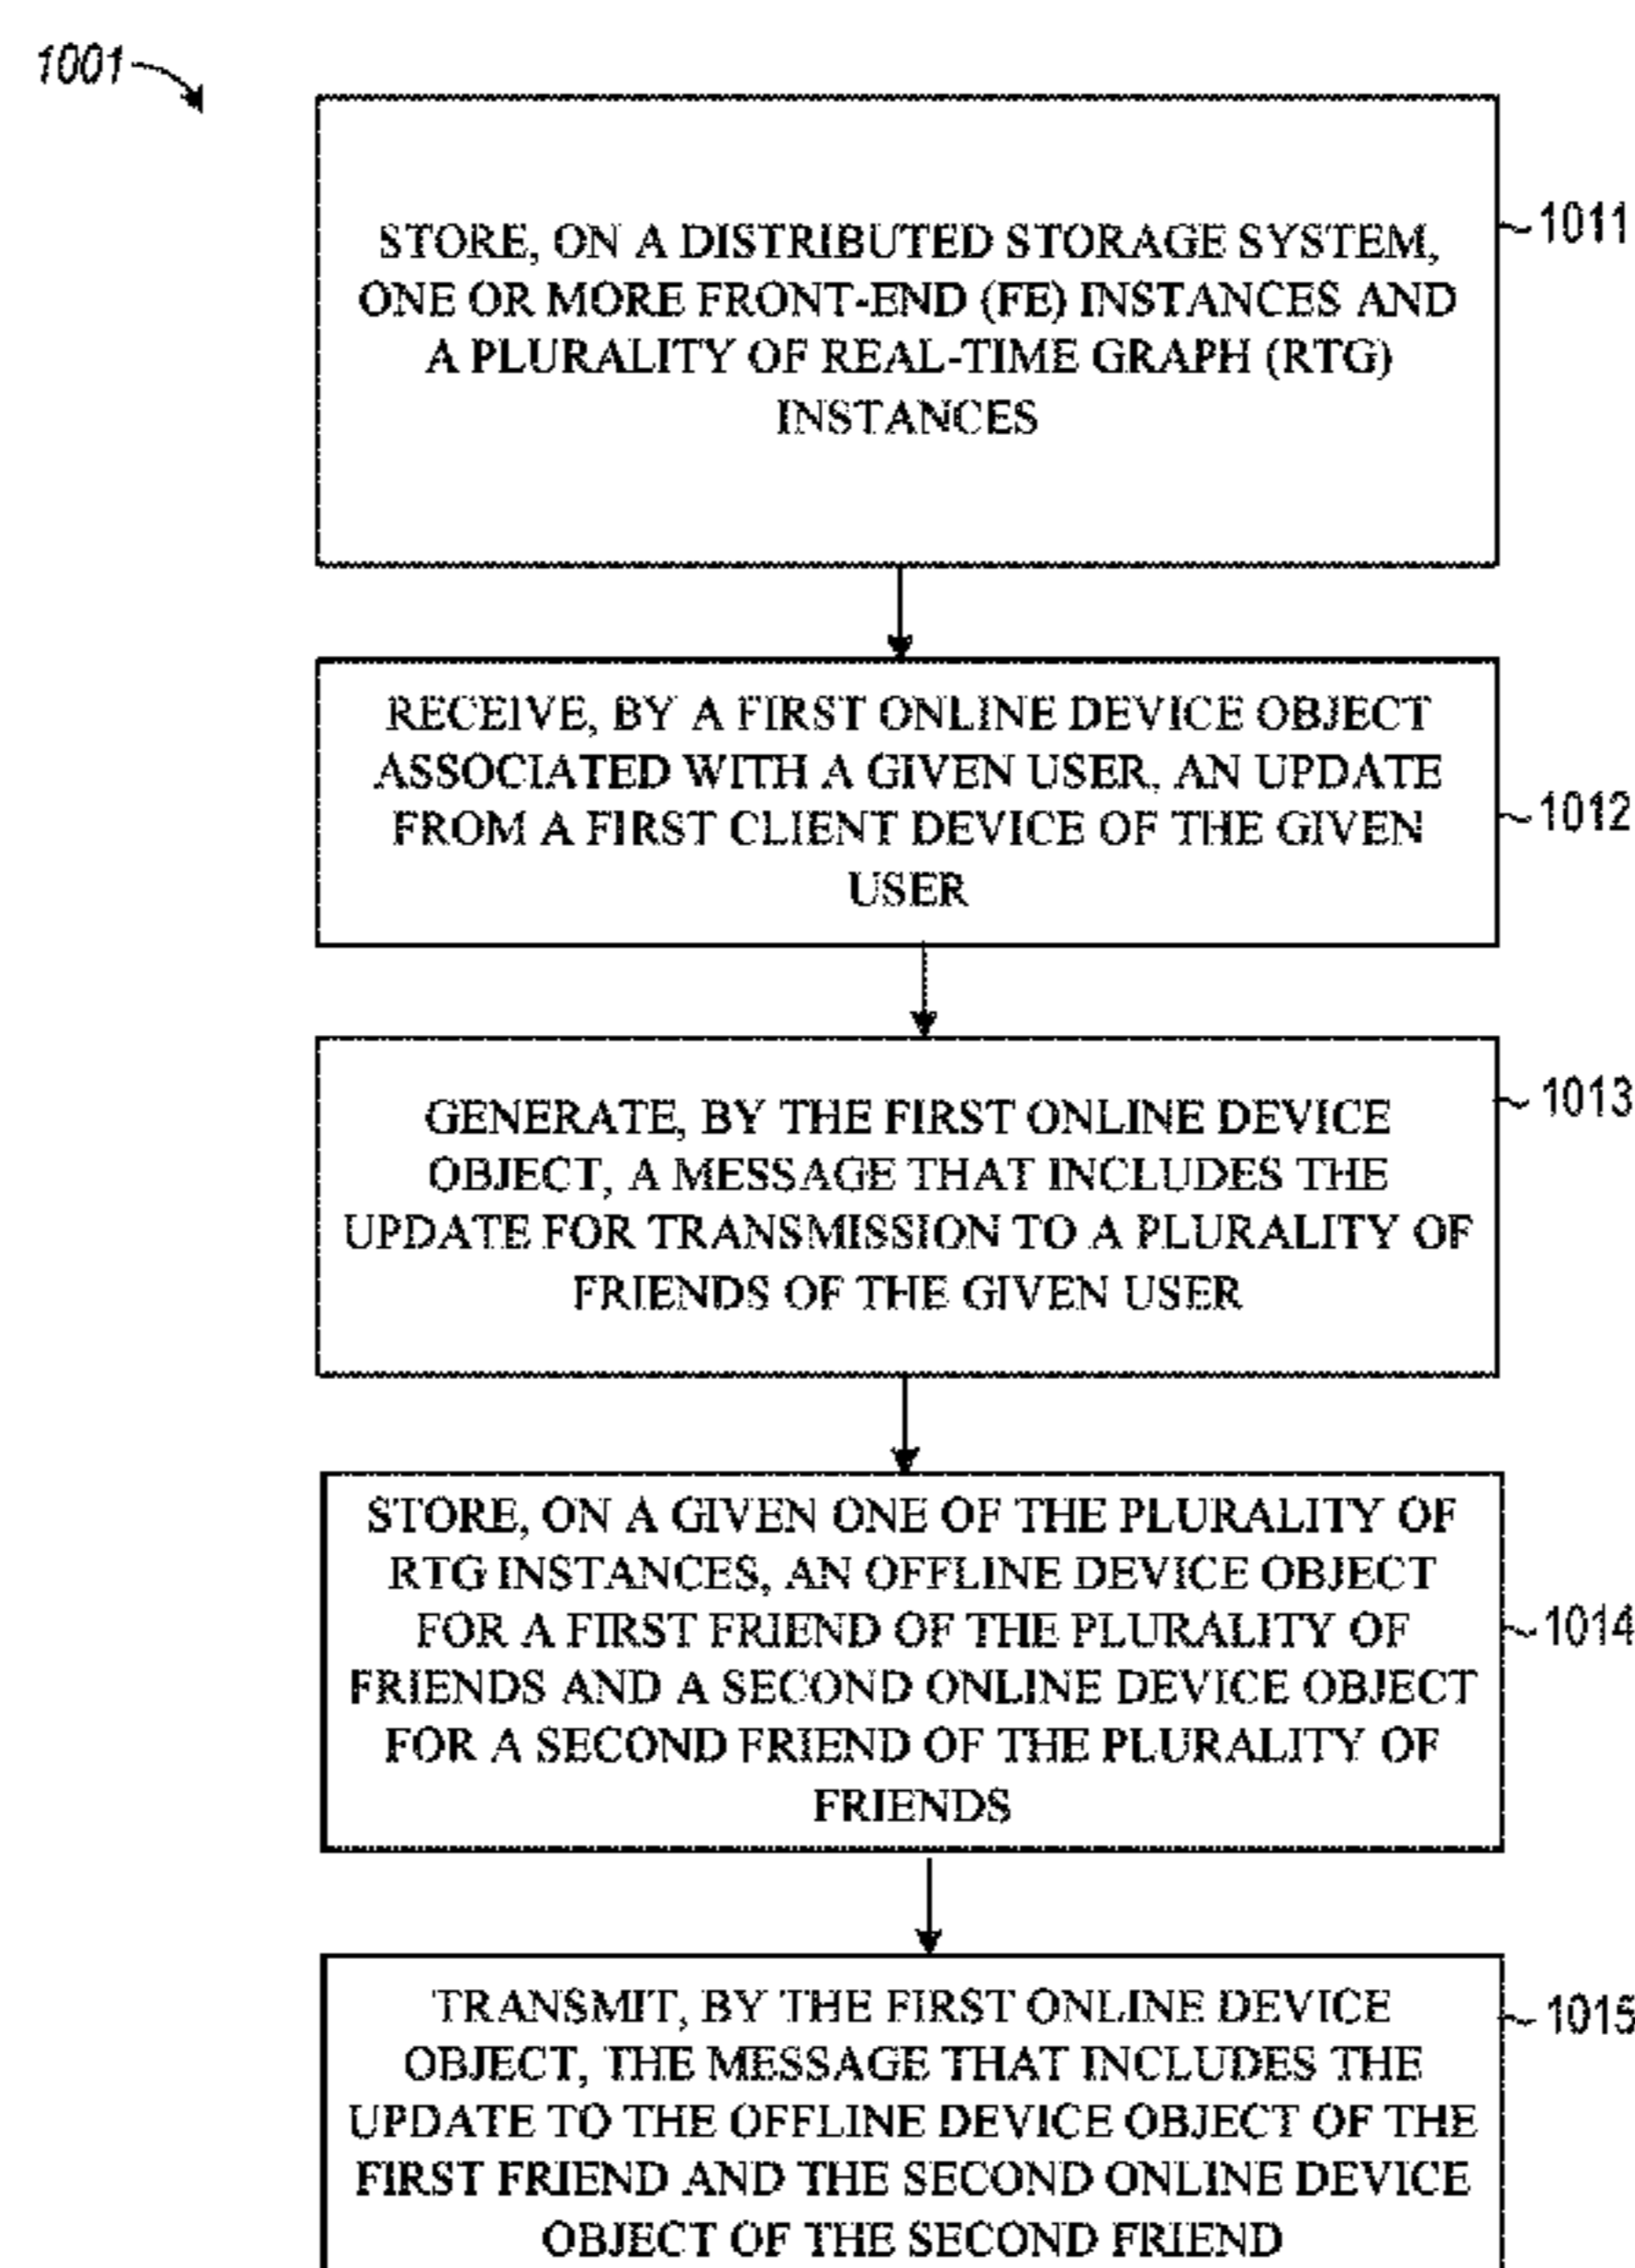 1001
STORE, ON A DISTRIBUTED STORAGE SYSTEM,
ONE OR MORE FRONT-END (FE) INSTANCES AND
A PLURALITY OF REAL-TIME GRAPH (RTG)
INSTANCES
1011
RECEIVE, BY A FIRST ONLINE DEVICE OBJECT
ASSOCIATED WITH A GIVEN USER, AN UPDATE
FROM A FIRST CLIENT DEVICE OF THE GIVEN
USER
1012
GENERATE, BY THE FIRST ONLINE DEVICE
OBJECT, A MESSAGE THAT INCLUDES THE
UPDATE FOR TRANSMISSION TO A PLURALITY OF
FRIENDS OF THE GIVEN USER
1013
STORE, ON A GIVEN ONE OF THE PLURALITY OF
RTG INSTANCES, AN OFFLINE DEVICE OBJECT
FOR A FIRST FRIEND OF THE PLURALITY OF
FRIENDS AND A SECOND ONLINE DEVICE OBJECT
FOR A SECOND FRIEND OF THE PLURALITY OF
FRIENDS
1014
TRANSMIT, BY THE FIRST ONLINE DEVICE
OBJECT, THE MESSAGE THAT INCLUDES THE
UPDATE TO THE OFFLINE DEVICE OBJECT OF THE
FIRST FRIEND AND THE SECOND ONLINE DEVICE
OBJECT OF THE SECOND FRIEND
1015